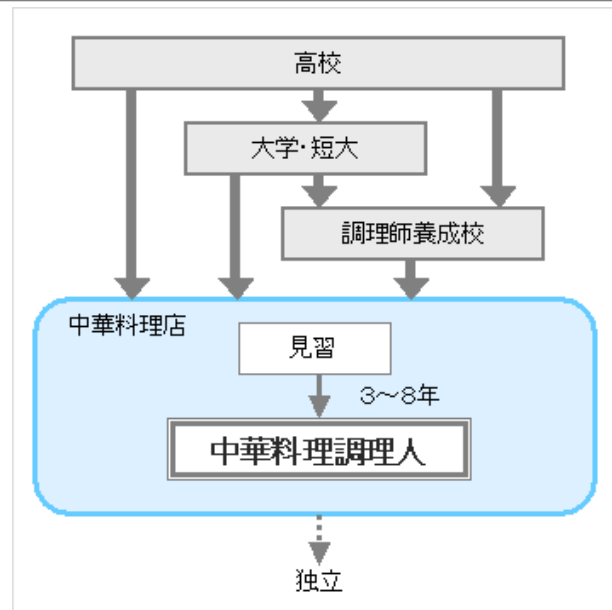 高校
大学・短大
調理師養成校
中華料理店
見習
3～8年
中華料理調理人
独立